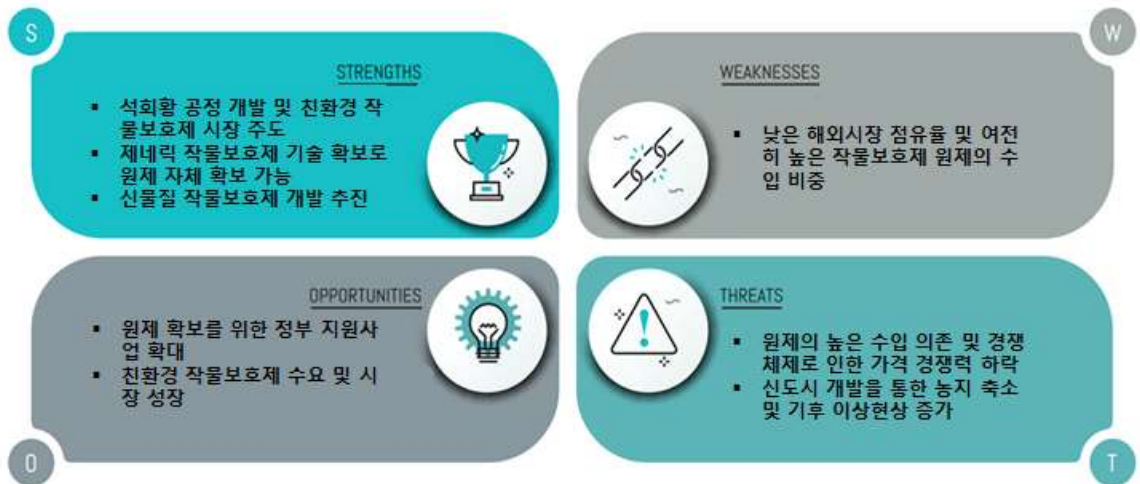 S
STRENGTHS
▪ 석회황 공정 개발 및 친환경 작
물보호제 시장 주도
▪ 제네릭 작물보호제 기술 확보로
원제 자체 확보 가능
▪ 신물질 작물보호제 개발 추진
W
WEAKNESSES
▪ 낮은 해외시장 점유율 및 여전
히 높은 작물보호제 원제의 수
입 비중
OPPORTUNITIES
▪ 원제 확보를 위한 정부 지원사
업 확대
▪ 친환경 작물보호제 수요 및 시
장 성장
O
THREATS
▪ 원제의 높은 수입 의존 및 경쟁
체제로 인한 가격 경쟁력 하락
▪ 신도시 개발을 통한 농지 축소
및 기후 이상현상 증가
T